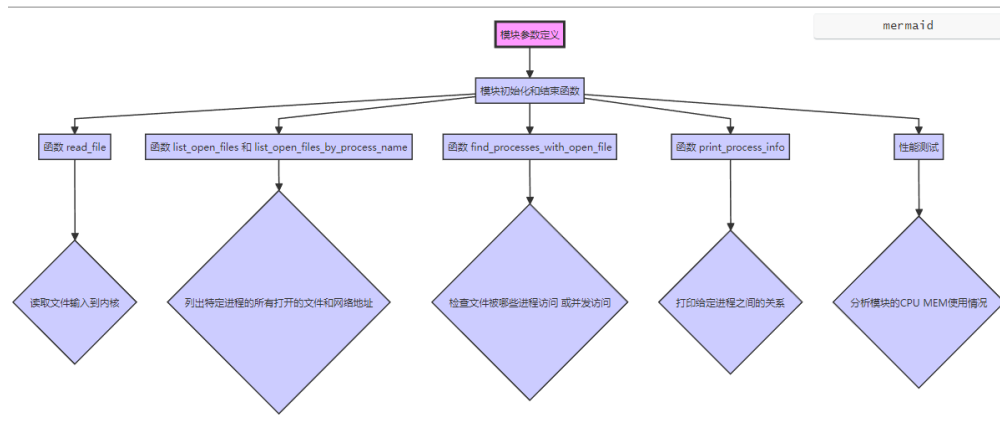 mermaid
模块参数定义
模块初始化和结束函数
函数 read_file
函数 list_open_files 和 list_open_files_by_process_name
函数 find_processes_with_open_file
函数 print_process_info
性能测试
读取文件输入到内核
列出特定进程的所有打开的文件和网络地址
检查文件被哪些进程访问 或并发访问
打印给定进程之间的关系
分析模块的CPU MEM使用情况